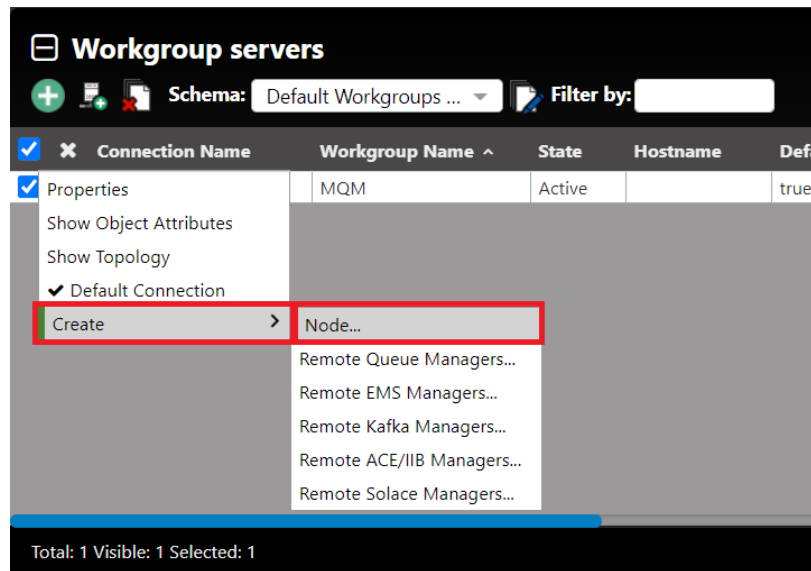 Workgroup servers
Schema: Default Workgroups ... Filter by:
Connection Name Workgroup Name State Hostname Defa
MQM Active true
Properties
Show Object Attributes
Show Topology
Default Connection
Create
Node...
Remote Queue Managers...
Remote EMS Managers...
Remote Kafka Managers...
Remote ACE/IIB Managers...
Remote Solace Managers...
Total: 1 Visible: 1 Selected: 1